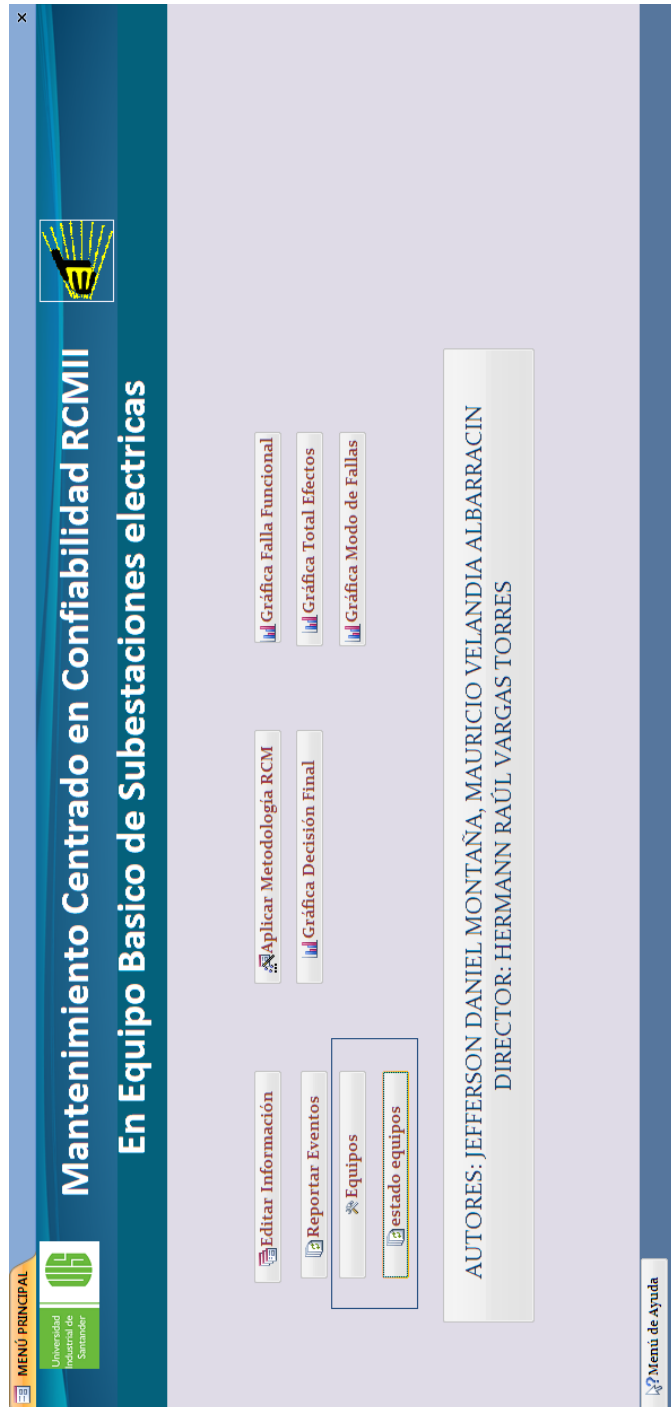 MENÚ PRINCIPAL
Universidad
Industrial de
Santander
UIS
Mantenimiento Centrado en Confiabilidad RCMII
En Equipo Basico de Subestaciones electricas
Editar Información
Reportar Eventos
Equipos
estado equipos
Aplicar Metodología RCM
Gráfica Decisión Final
Gráfica Falla Funcional
Gráfica Total Efectos
Gráfica Modo de Fallas
AUTORES: JEFFERSON DANIEL MONTAÑA, MAURICIO VELANDIA ALBARRACIN
DIRECTOR: HERMANN RAÚL VARGAS TORRES
Menú de Ayuda